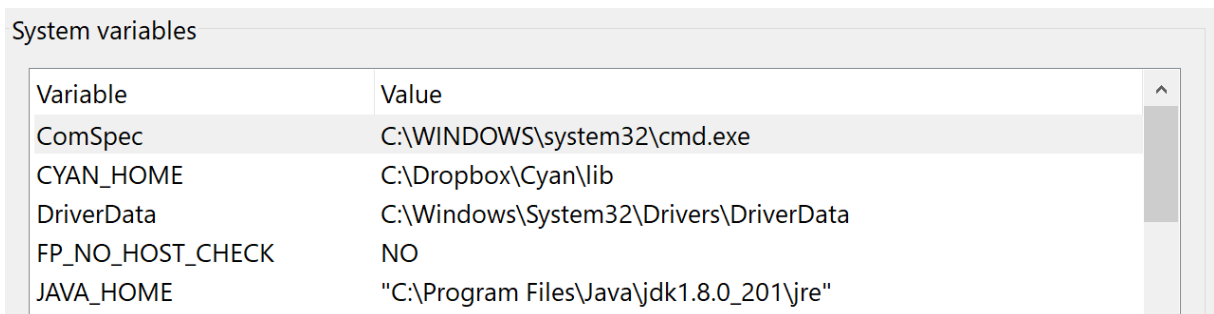 System variables
Variable Value
ComSpec C:\WINDOWS\system32\cmd.exe
CYAN_HOME C:\Dropbox\Cyan\lib
DriverData C:\Windows\System32\Drivers\DriverData
FP_NO_HOST_CHECK NO
JAVA_HOME "C:\Program Files\Java\jdk1.8.0_201\jre"